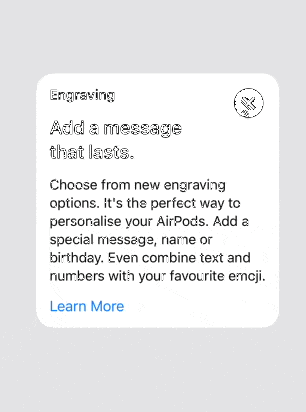 Engraving
Add a message
that lasts.
Choose from new engraving
options. It's the perfect way to
personalise your AirPods. Add a
special message, name or
birthday. Even combine text and
numbers with your favourite emoji.
Learn More